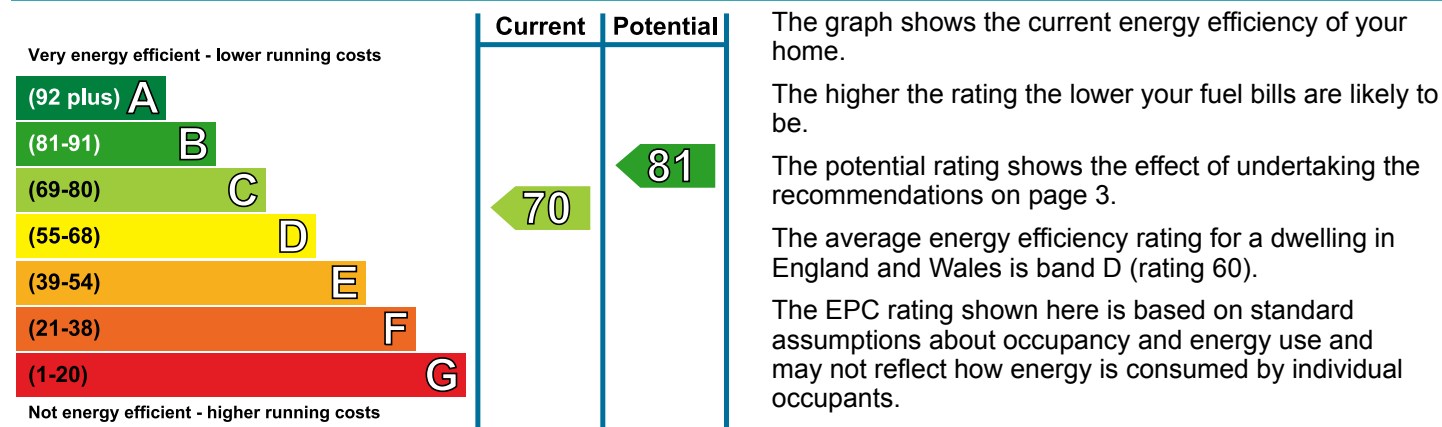 Current Potential
Very energy efficient - lower running costs
(92 plus) A
(81-91) B
(69-80) C
(55-68) D
(39-54) E
(21-38) F
(1-20) G
Not energy efficient - higher running costs
70
81
The graph shows the current energy efficiency of your
home.
The higher the rating the lower your fuel bills are likely to
be.
The potential rating shows the effect of undertaking the
recommendations on page 3.
The average energy efficiency rating for a dwelling in
England and Wales is band D (rating 60).
The EPC rating shown here is based on standard
assumptions about occupancy and energy use and
may not reflect how energy is consumed by individual
occupants.